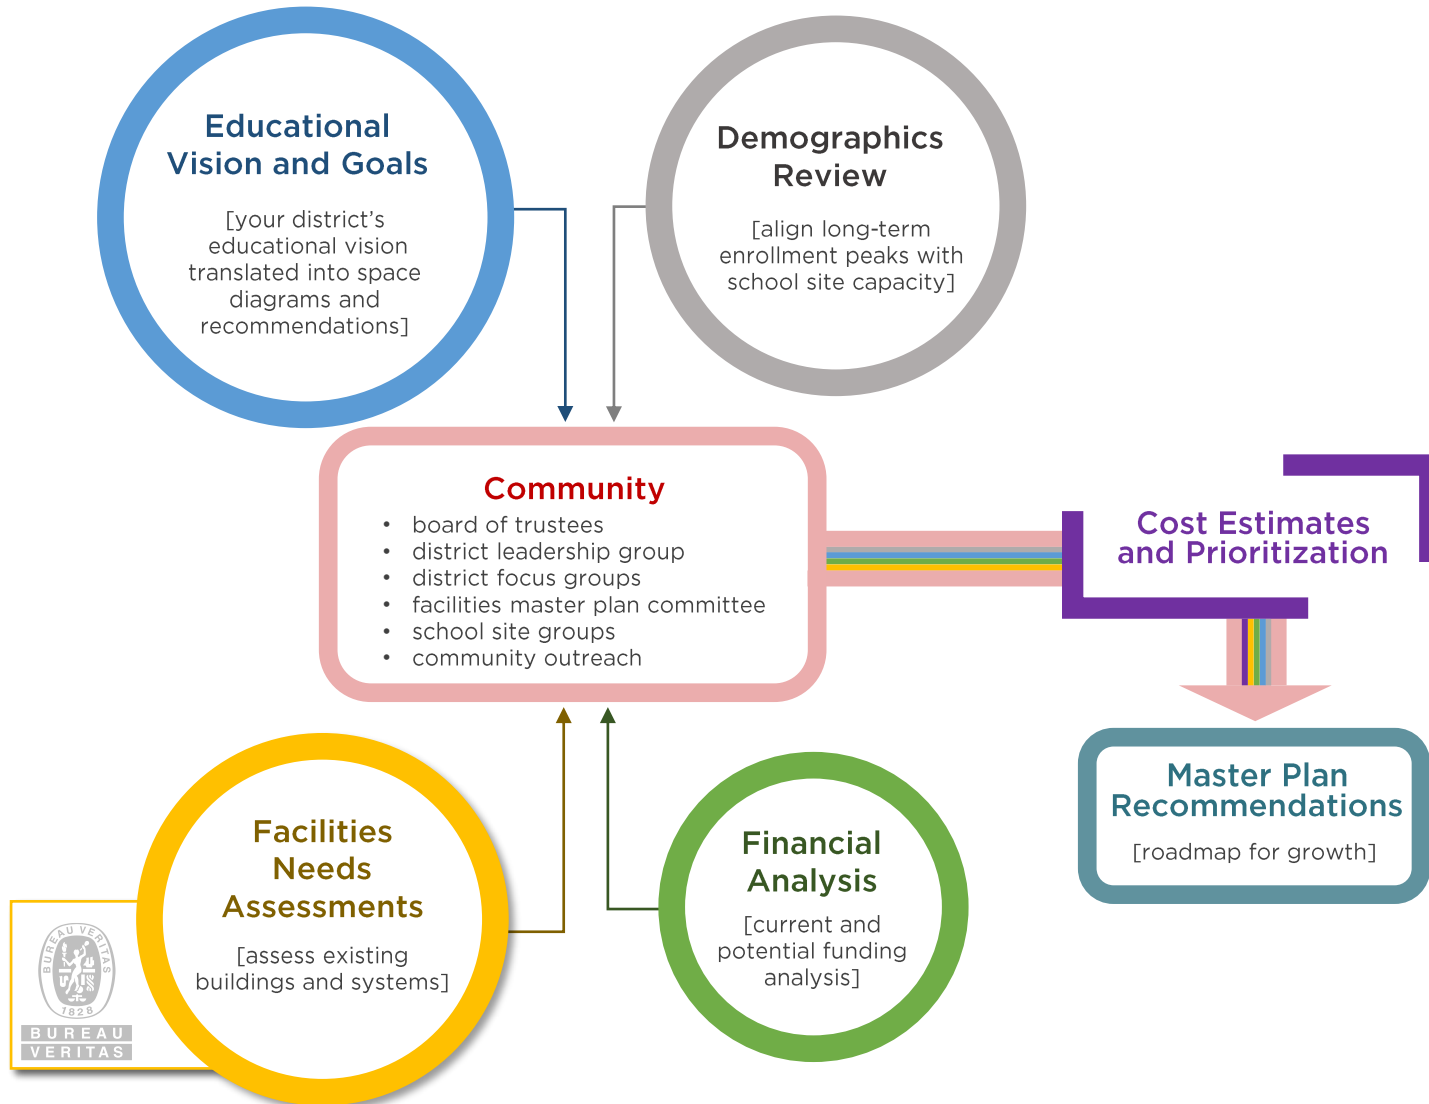 Educational
Vision and Goals
[your district's
educational vision
translated into space
diagrams and
recommendations]
Demographics
Review
[align long-term
enrollment peaks with
school site capacity]
Community
• board of trustees
• district leadership group
• district focus groups
• facilities master plan committee
• school site groups
• community outreach
Cost Estimates
and Prioritization
Master Plan
Recommendations
[roadmap for growth]
Facilities
Needs
Assessments
[assess existing
buildings and systems]
Financial
Analysis
[current and
potential funding
analysis]
BUREAU VERITAS
1828
BUREAU
VERITAS